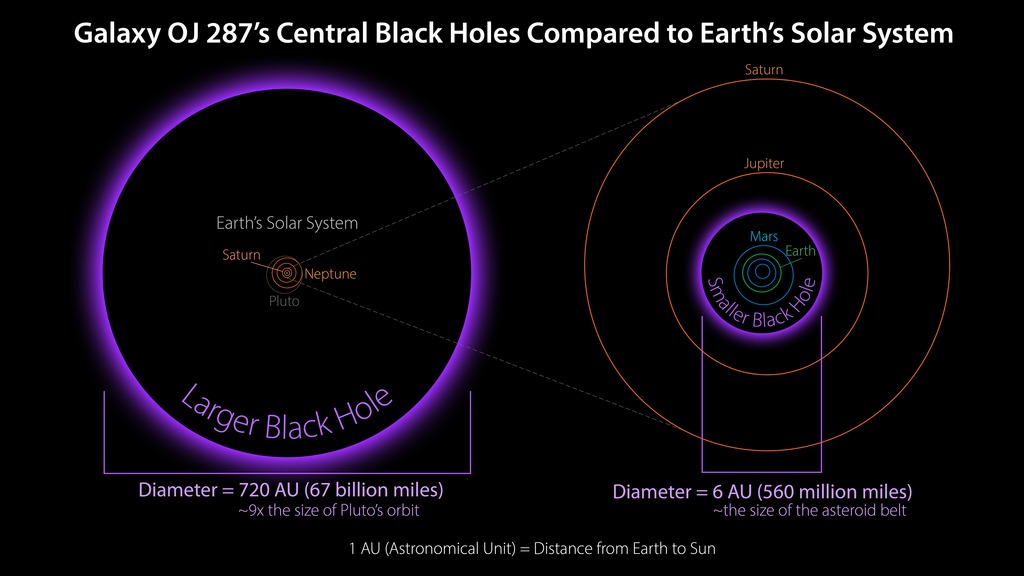 Galaxy OJ 287’s Central Black Holes Compared to Earth’s Solar System
Earth’s Solar System
Saturn
Neptune
Pluto
Larger Black Hole
Diameter = 720 AU (67 billion miles)
~9x the size of Pluto’s orbit
Saturn
Jupiter
Mars
Earth
Smaller Black Hole
Diameter = 6 AU (560 million miles)
~the size of the asteroid belt
1 AU (Astronomical Unit) = Distance from Earth to Sun